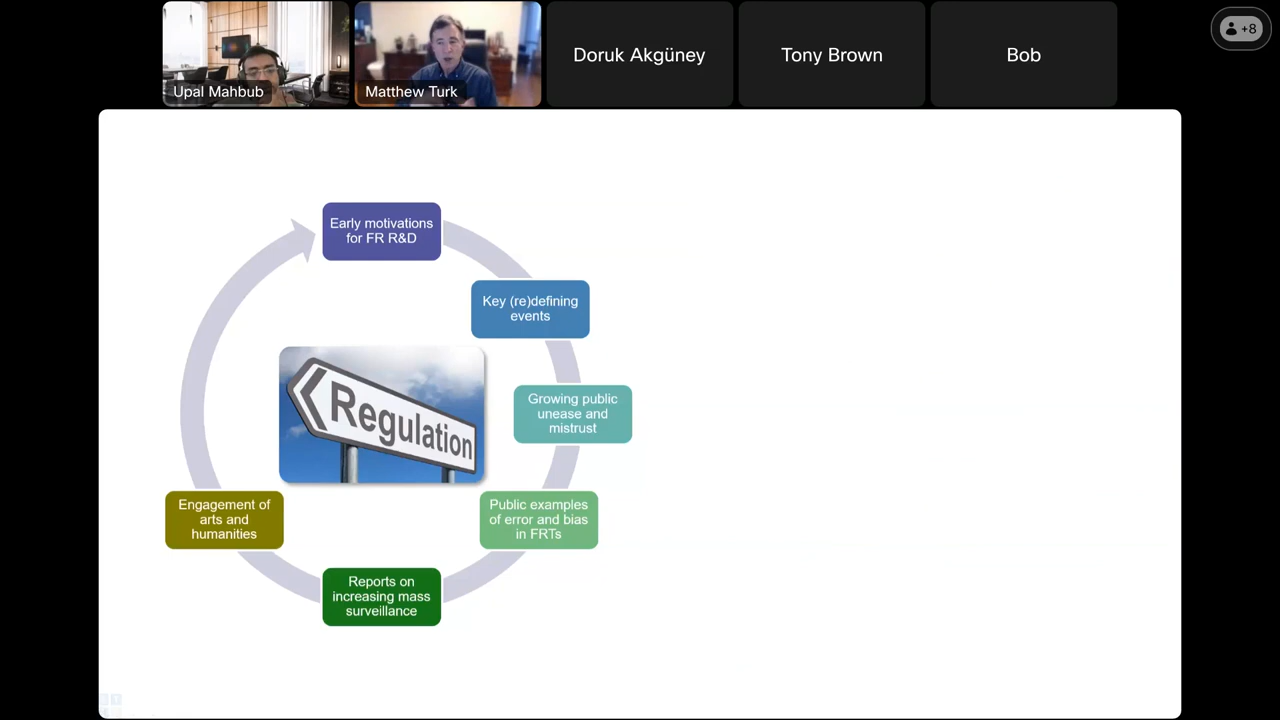 Upal Mahbub
Matthew Turk
Doruk Akgüney
Tony Brown
Bob
+8
Early motivations
for FR R&D
Key (re)defining
events
Growing public
unease and
mistrust
Regulation
Engagement of
arts and
humanities
Public examples
of error and bias
in FRTs
Reports on
increasing mass
surveillance